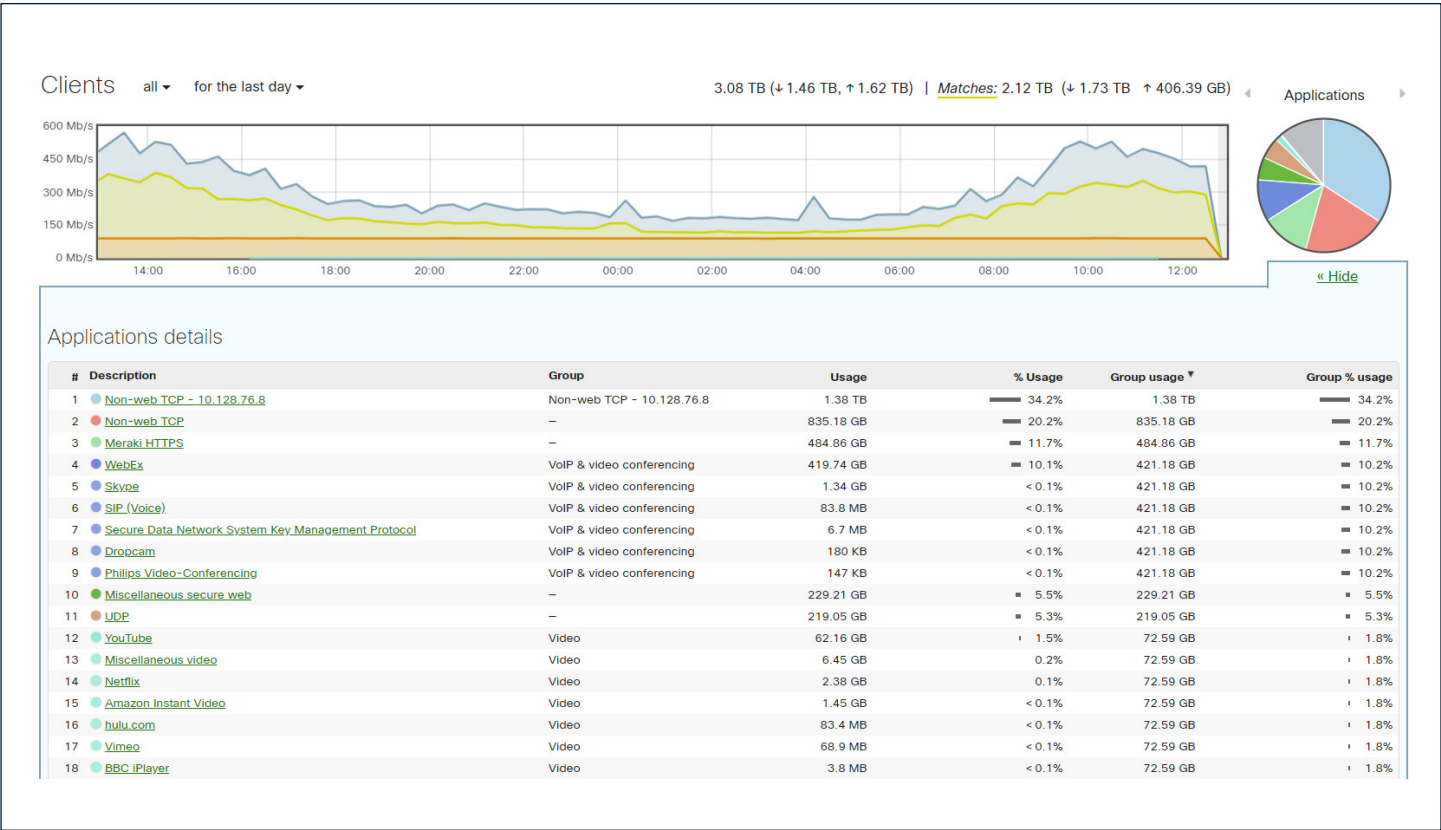 Clients all for the last day 3.08 TB (↓ 1.46 TB, ↑ 1.62 TB) | Matches: 2.12 TB (↓ 1.73 TB ↑ 406.39 GB)
Applications
600 Mb/s
450 Mb/s
300 Mb/s
150 Mb/s
0 Mb/s
14:00 16:00 18:00 20:00 22:00 00:00 02:00 04:00 06:00 08:00 10:00 12:00
« Hide
Applications details
# Description Group Usage % Usage Group usage ▼ Group % usage
1 Non-web TCP - 10.128.76.8 Non-web TCP - 10.128.76.8 1.38 TB 34.2% 1.38 TB 34.2%
2 Non-web TCP – 835.18 GB 20.2% 835.18 GB 20.2%
3 Meraki HTTPS – 484.86 GB 11.7% 484.86 GB 11.7%
4 WebEx VoIP & video conferencing 419.74 GB 10.1% 421.18 GB 10.2%
5 Skype VoIP & video conferencing 1.34 GB < 0.1% 421.18 GB 10.2%
6 SIP (Voice) VoIP & video conferencing 83.8 MB < 0.1% 421.18 GB 10.2%
7 Secure Data Network System Key Management Protocol VoIP & video conferencing 6.7 MB < 0.1% 421.18 GB 10.2%
8 Dropcam VoIP & video conferencing 180 KB < 0.1% 421.18 GB 10.2%
9 Philips Video-Conferencing VoIP & video conferencing 147 KB < 0.1% 421.18 GB 10.2%
10 Miscellaneous secure web – 229.21 GB 5.5% 229.21 GB 5.5%
11 UDP – 219.05 GB 5.3% 219.05 GB 5.3%
12 YouTube Video 62.16 GB 1.5% 72.59 GB 1.8%
13 Miscellaneous video Video 6.45 GB 0.2% 72.59 GB 1.8%
14 Netflix Video 2.38 GB 0.1% 72.59 GB 1.8%
15 Amazon Instant Video Video 1.45 GB < 0.1% 72.59 GB 1.8%
16 hulu.com Video 83.4 MB < 0.1% 72.59 GB 1.8%
17 Vimeo Video 68.9 MB < 0.1% 72.59 GB 1.8%
18 BBC iPlayer Video 3.8 MB < 0.1% 72.59 GB 1.8%